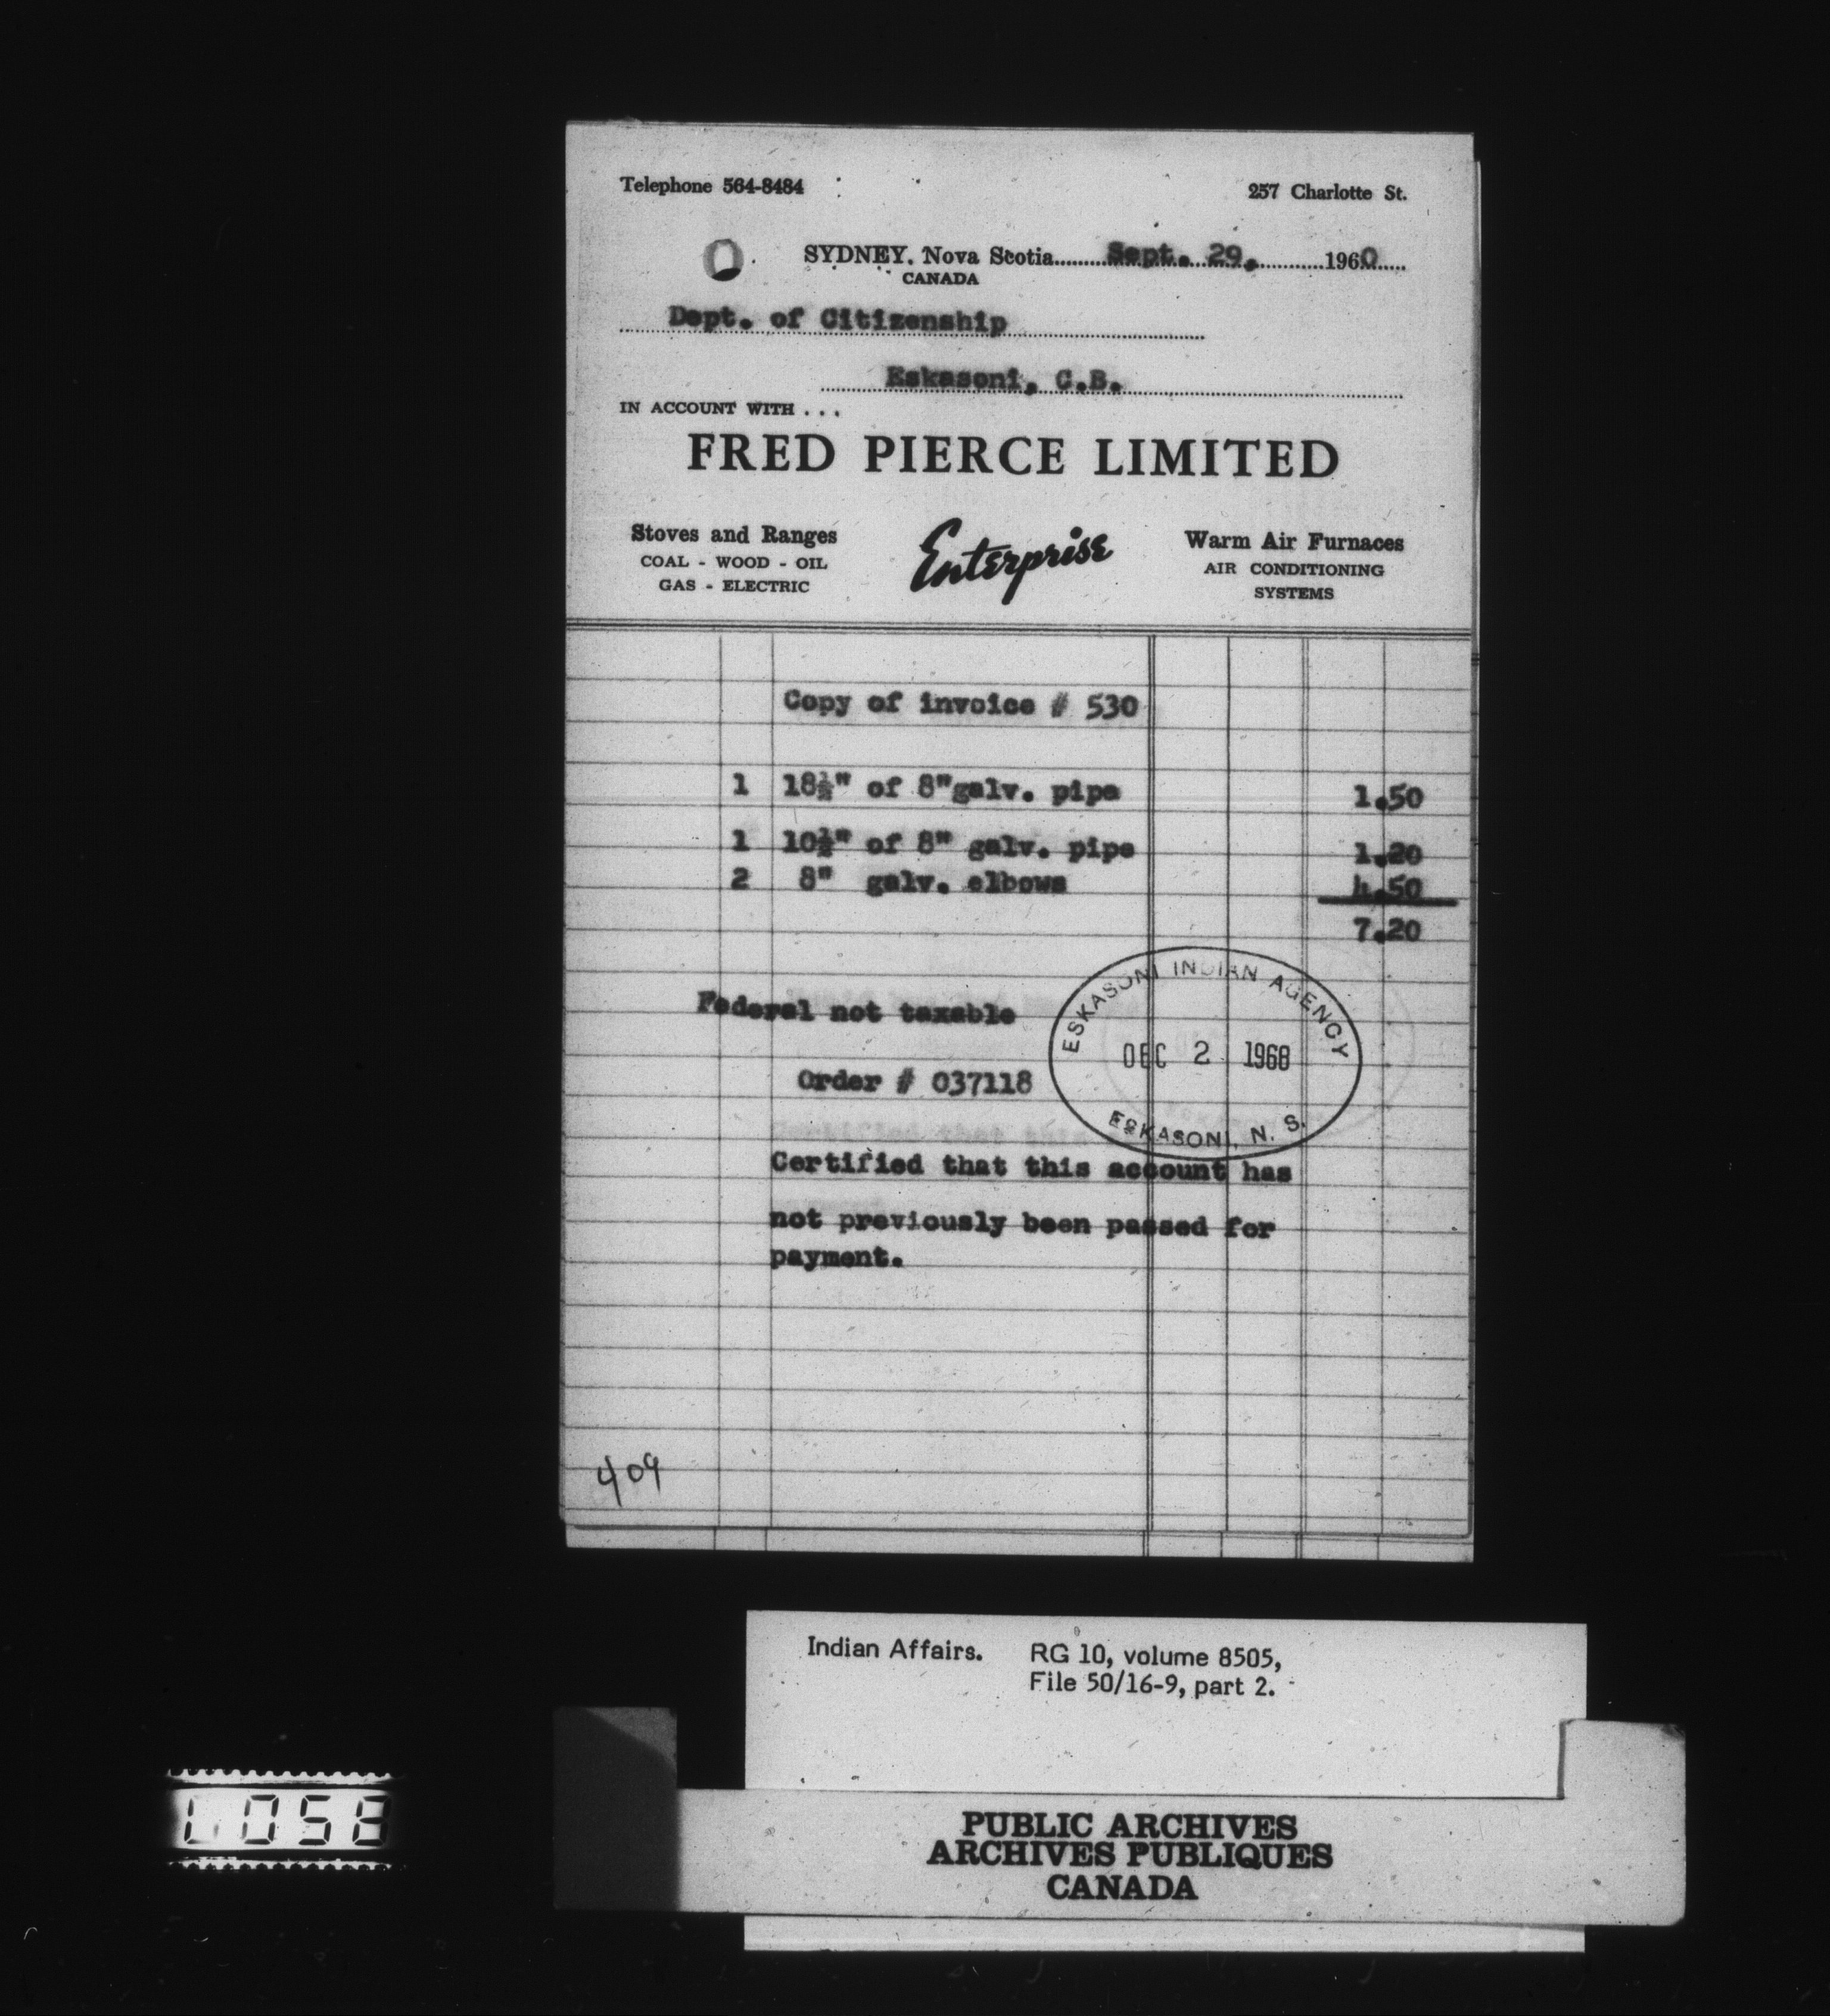 Telephone 564-8484
257 Charlotte St.
SYDNEY, Nova Scotia Sept. 29. 1960
CANADA
Dept. of Citizenship
Eskasoni, C.B.
IN ACCOUNT WITH . . .
FRED PIERCE LIMITED
Stoves and Ranges
COAL - WOOD - OIL
GAS - ELECTRIC
Enterprise
Warm Air Furnaces
AIR CONDITIONING
SYSTEMS
Copy of invoice # 530
1 18½" of 8"galv. pipe 1.50
1 10½" of 8" galv. pipe 1.20
2 8" galv. elbows 4.50
7.20
ESKASONI INDIAN AGENCY
DEC 2 1968
ESKASONI, N. S.
Federal not taxable
Order # 037118
Certified that this account has
not previously been passed for
payment.
409
Indian Affairs. RG 10, volume 8505,
File 50/16-9, part 2.
PUBLIC ARCHIVES
ARCHIVES PUBLIQUES
CANADA